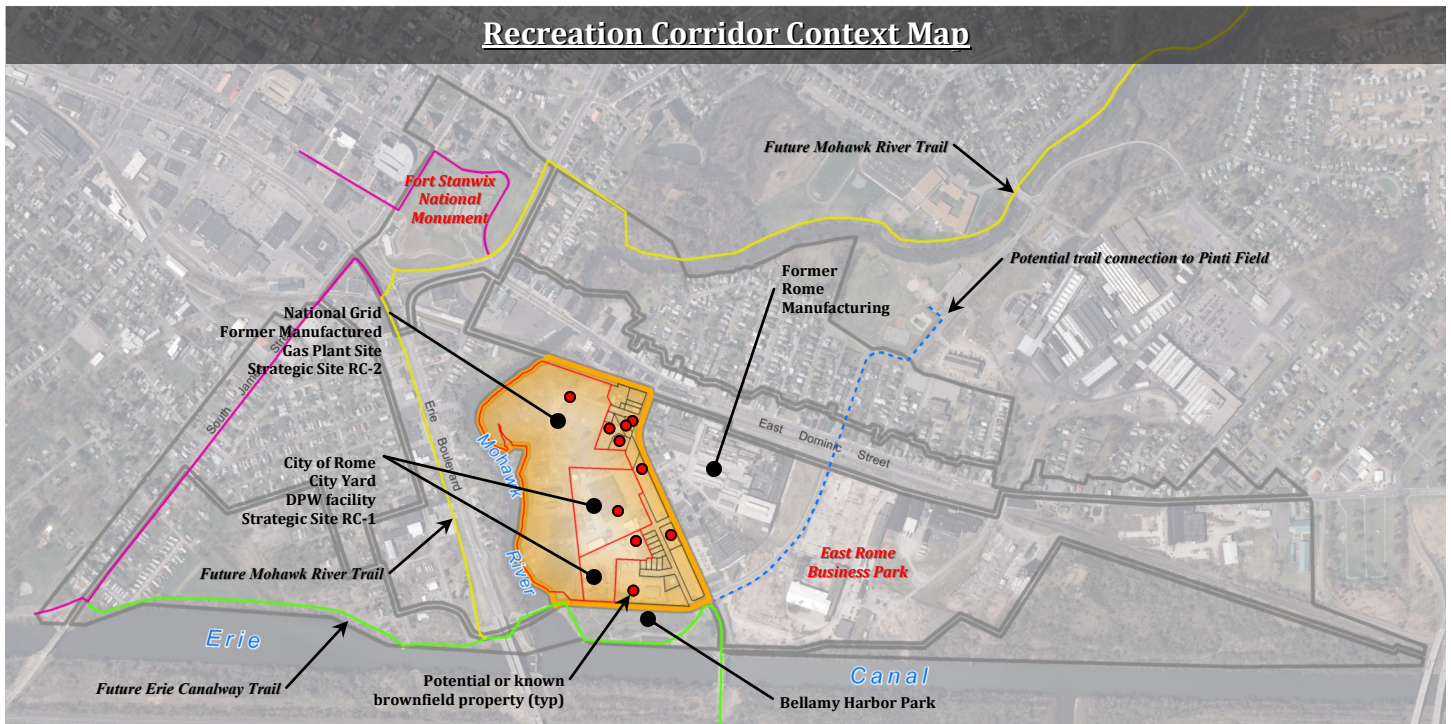 Recreation Corridor Context Map
Future Mohawk River Trail
Fort Stanwix
National
Monument
Potential trail connection to Pinti Field
Former
Rome
Manufacturing
National Grid
Former Manufactured
Gas Plant Site
Strategic Site RC-2
South James Street
Erie Boulevard
East Dominic Street
Mohawk
River
City of Rome
City Yard
DPW facility
Strategic Site RC-1
East Rome
Business Park
Future Mohawk River Trail
Erie
Canal
Future Erie Canalway Trail
Potential or known
brownfield property (typ)
Bellamy Harbor Park